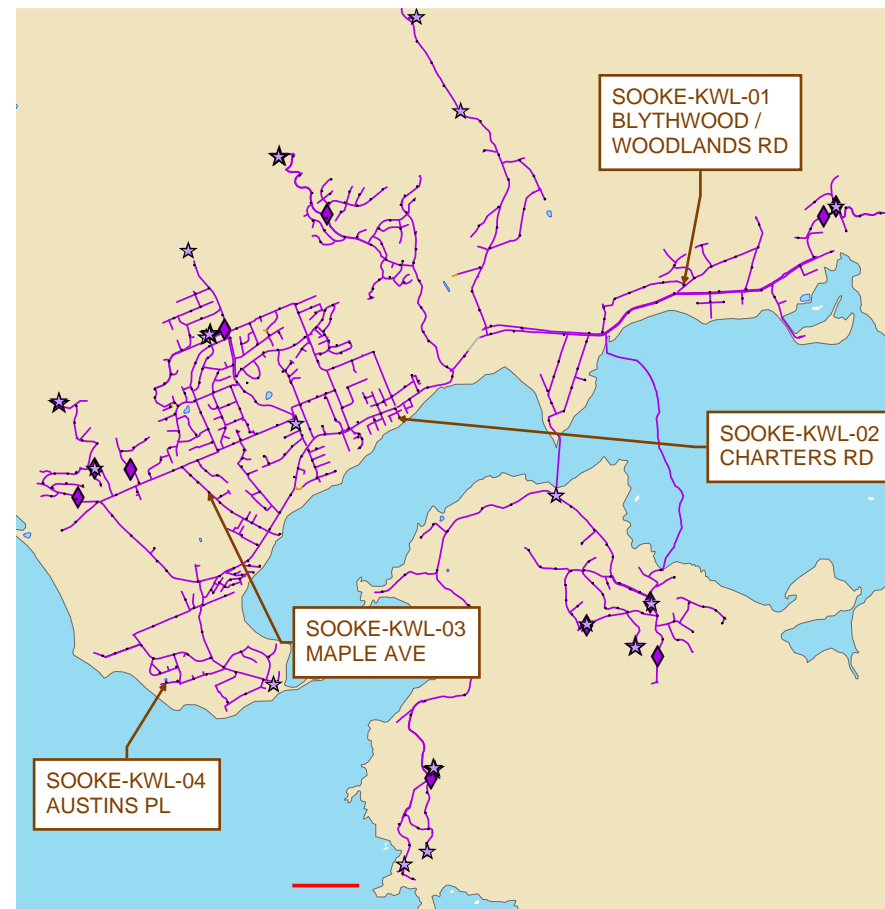 SOOKE-KWL-01
BLYTHWOOD /
WOODLANDS RD
SOOKE-KWL-02
CHARTERS RD
SOOKE-KWL-03
MAPLE AVE
SOOKE-KWL-04
AUSTINS PL